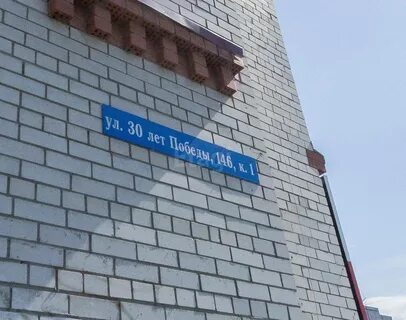 ул. 30 лет Победы, 146, к. 1